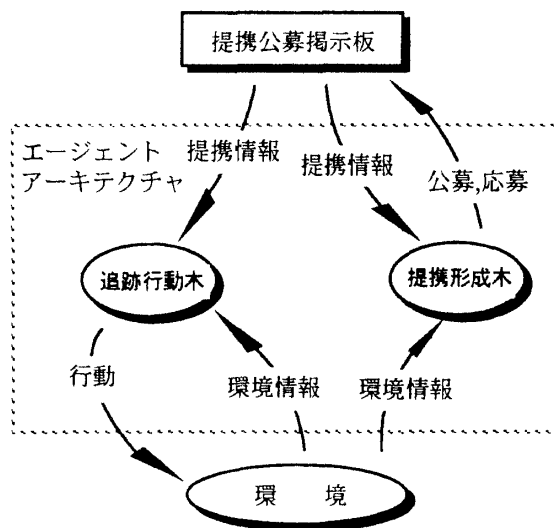 提携公募掲示板
エージェント
アーキテクチャ
提携情報
提携情報
公募,応募
追跡行動木
提携形成木
行動
環境情報
環境情報
環 境